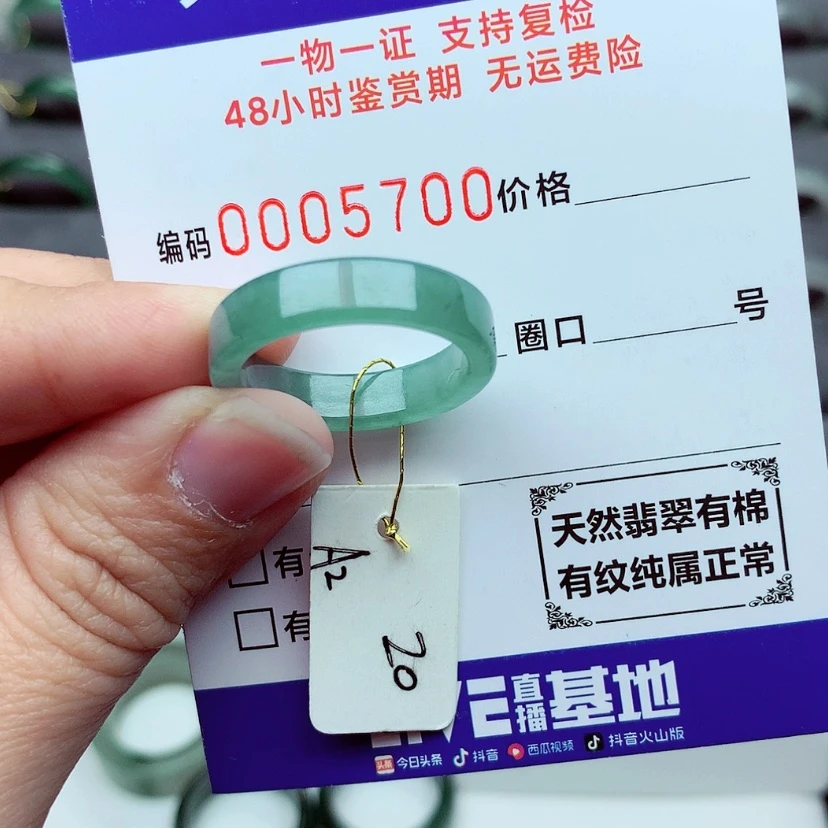 一物一证 支持复检
48小时鉴赏期 无运费险
编码0005700价格
圈口 号
天然翡翠有棉
有纹纯属正常
有
有
A2
20
VE直播基地
今日头条 抖音 西瓜视频 抖音火山版